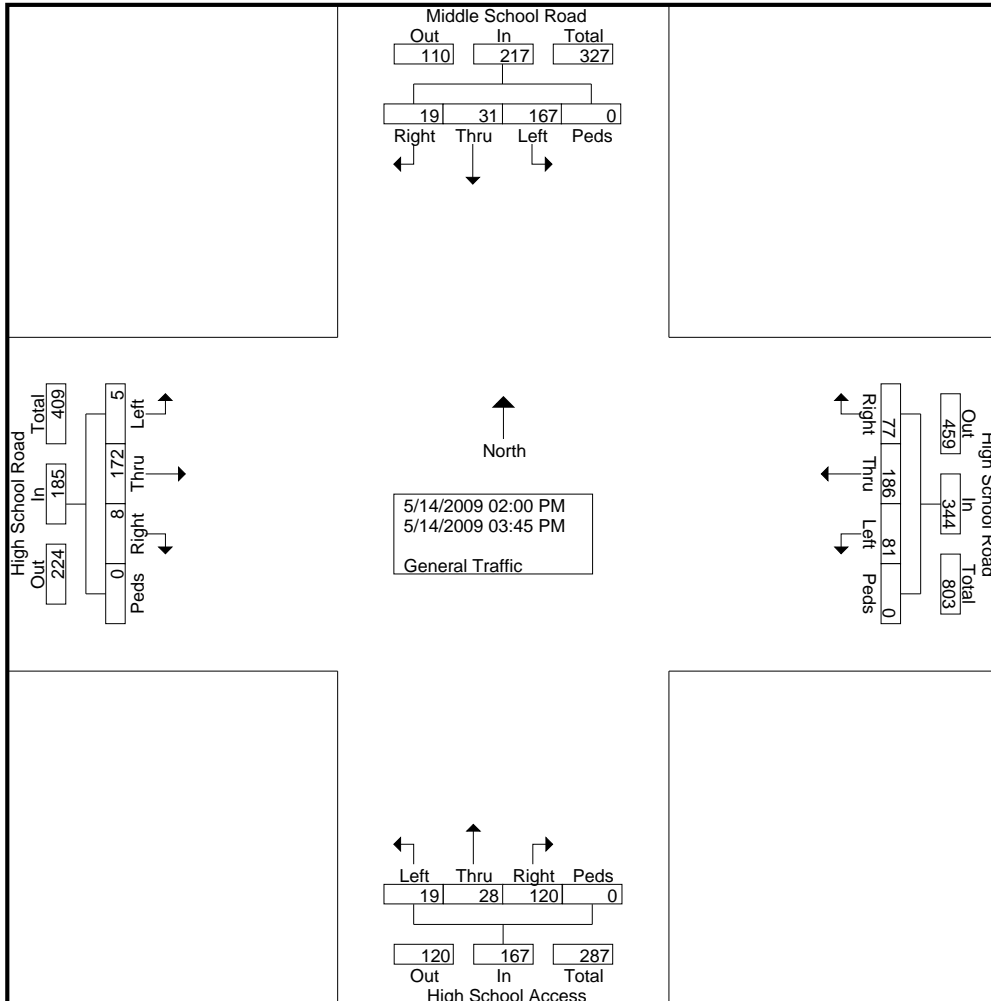 Middle School Road
Out In Total
110 217 327
19 31 167 0
Right Thru Left Peds
High School Road
Total In Out
409 185 224
5 172 8 0
Left Thru Right Peds
North
5/14/2009 02:00 PM
5/14/2009 03:45 PM
General Traffic
Right Thru Left Peds
77 186 81 0
Out In Total
459 344 803
High School Road
Left Thru Right Peds
19 28 120 0
120 167 287
Out In Total
High School Access